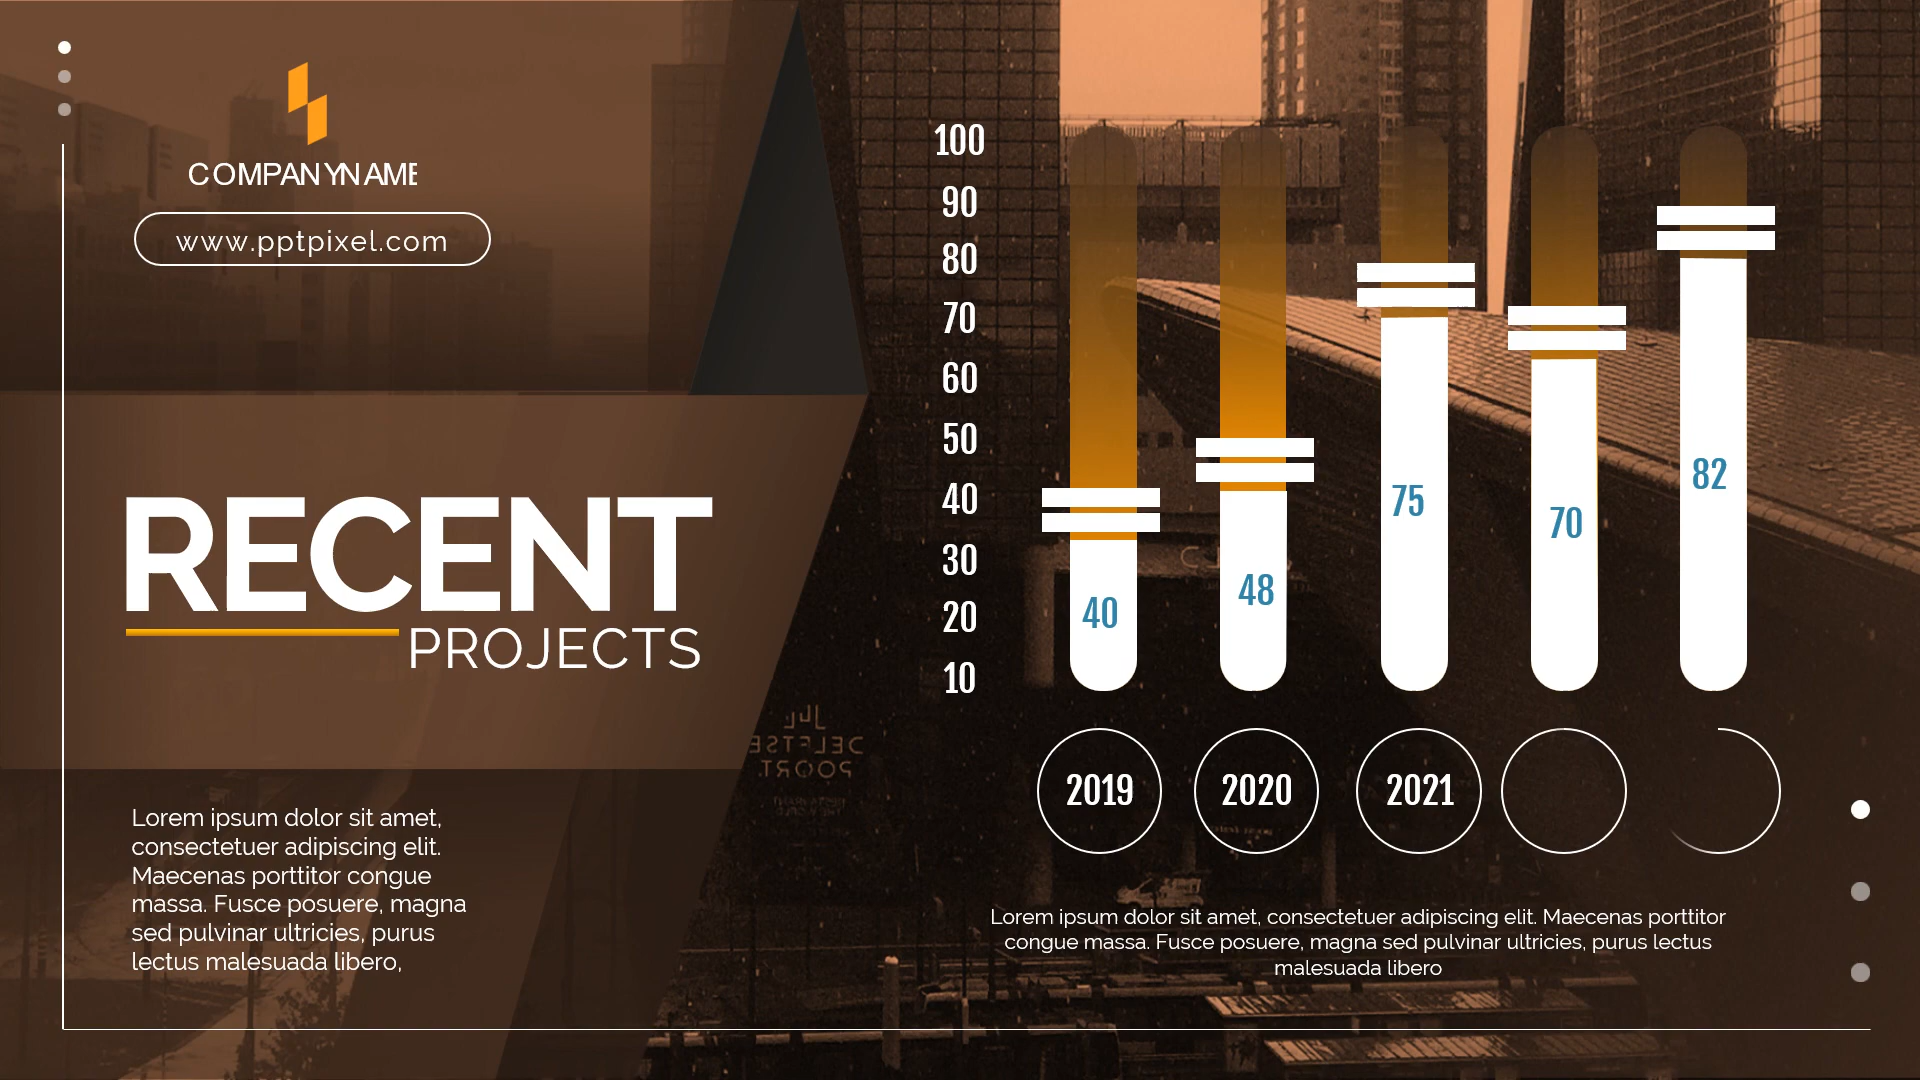 COMPANYNAME
www.pptpixel.com
RECENT
PROJECTS
Lorem ipsum dolor sit amet,
consectetuer adipiscing elit.
Maecenas porttitor congue
massa. Fusce posuere, magna
sed pulvinar ultricies, purus
lectus malesuada libero,
100
90
80
70
60
50
40
30
20
10
40
48
75
70
82
2019
2020
2021
Lorem ipsum dolor sit amet, consectetuer adipiscing elit. Maecenas porttitor
congue massa. Fusce posuere, magna sed pulvinar ultricies, purus lectus
malesuada libero